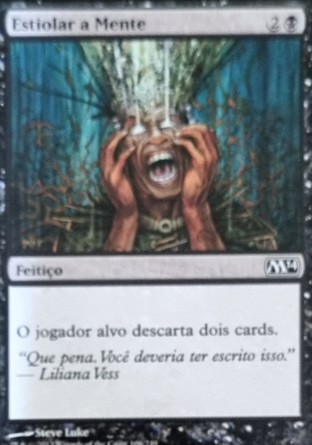 Estiolar a Mente 2
Feitiço M14
O jogador alvo descarta dois cards.
“Que pena. Você deveria ter escrito isso.”
— Liliana Vess
Steve Luke